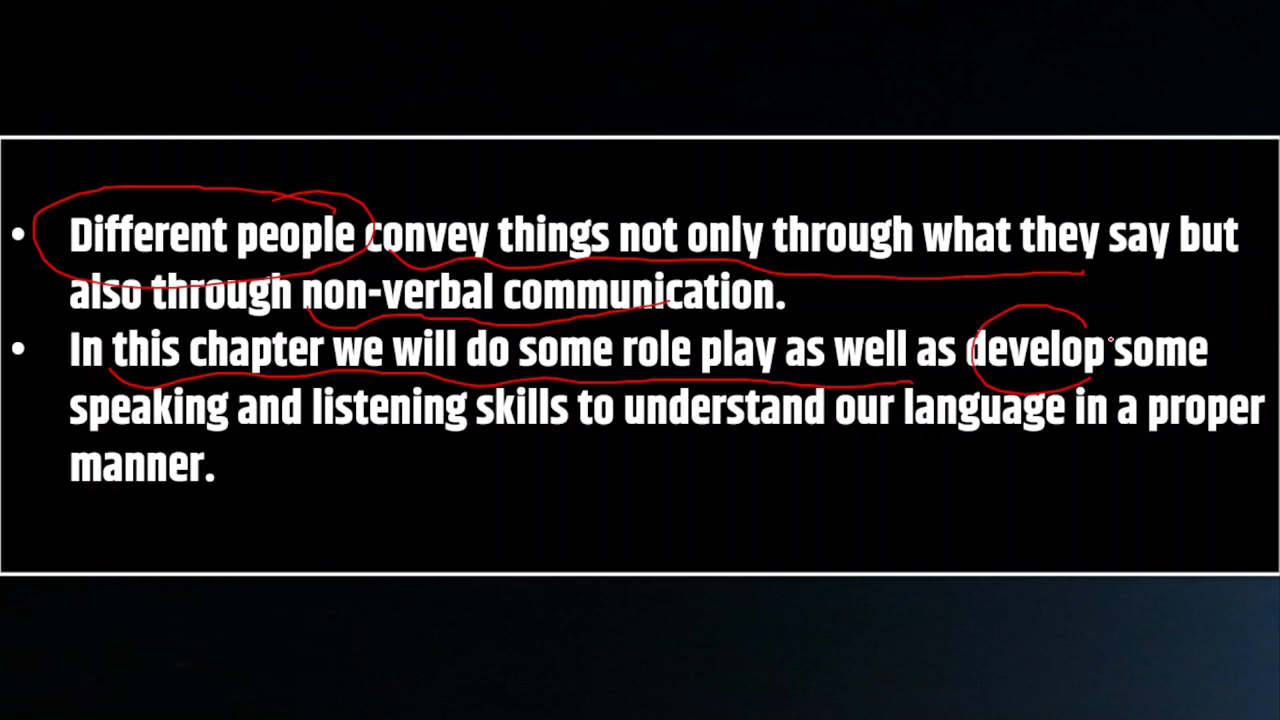 • Different people convey things not only through what they say but
also through non-verbal communication.
• In this chapter we will do some role play as well as develop some
speaking and listening skills to understand our language in a proper
manner.